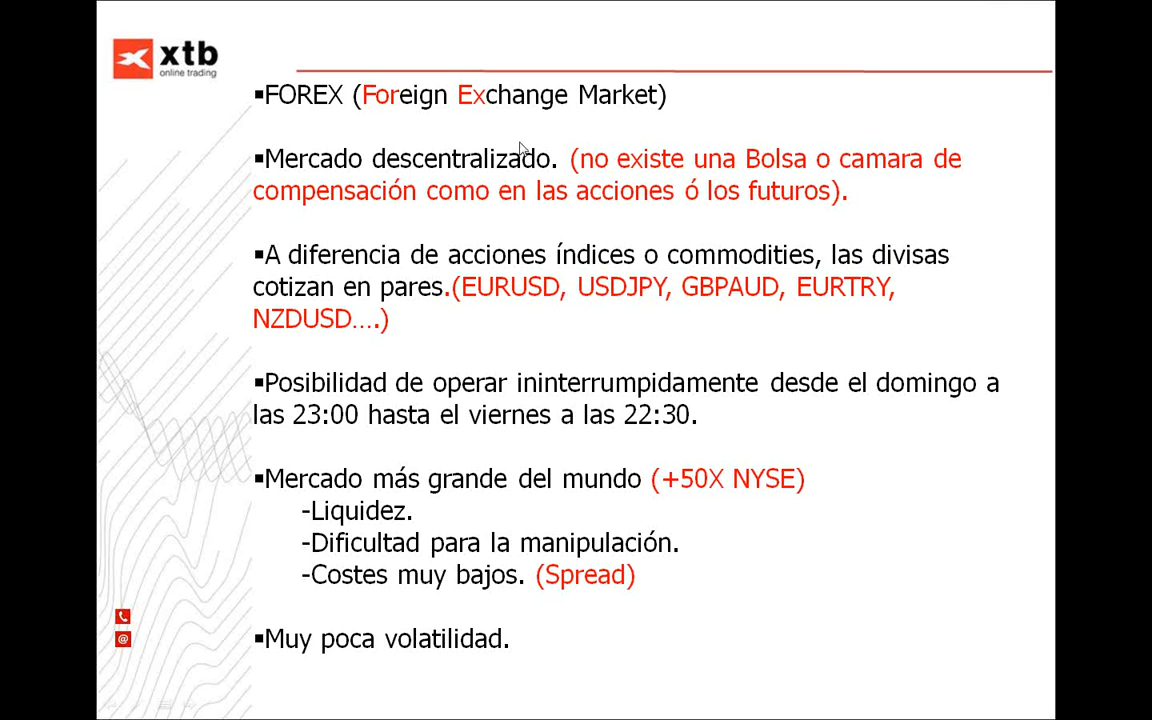 xtb
online trading
▪FOREX (Foreign Exchange Market)
▪Mercado descentralizado. (no existe una Bolsa o camara de
compensación como en las acciones ó los futuros).
▪A diferencia de acciones índices o commodities, las divisas
cotizan en pares.(EURUSD, USDJPY, GBPAUD, EURTRY,
NZDUSD....)
▪Posibilidad de operar ininterrumpidamente desde el domingo a
las 23:00 hasta el viernes a las 22:30.
▪Mercado más grande del mundo (+50X NYSE)
-Liquidez.
-Dificultad para la manipulación.
-Costes muy bajos. (Spread)
@
▪Muy poca volatilidad.